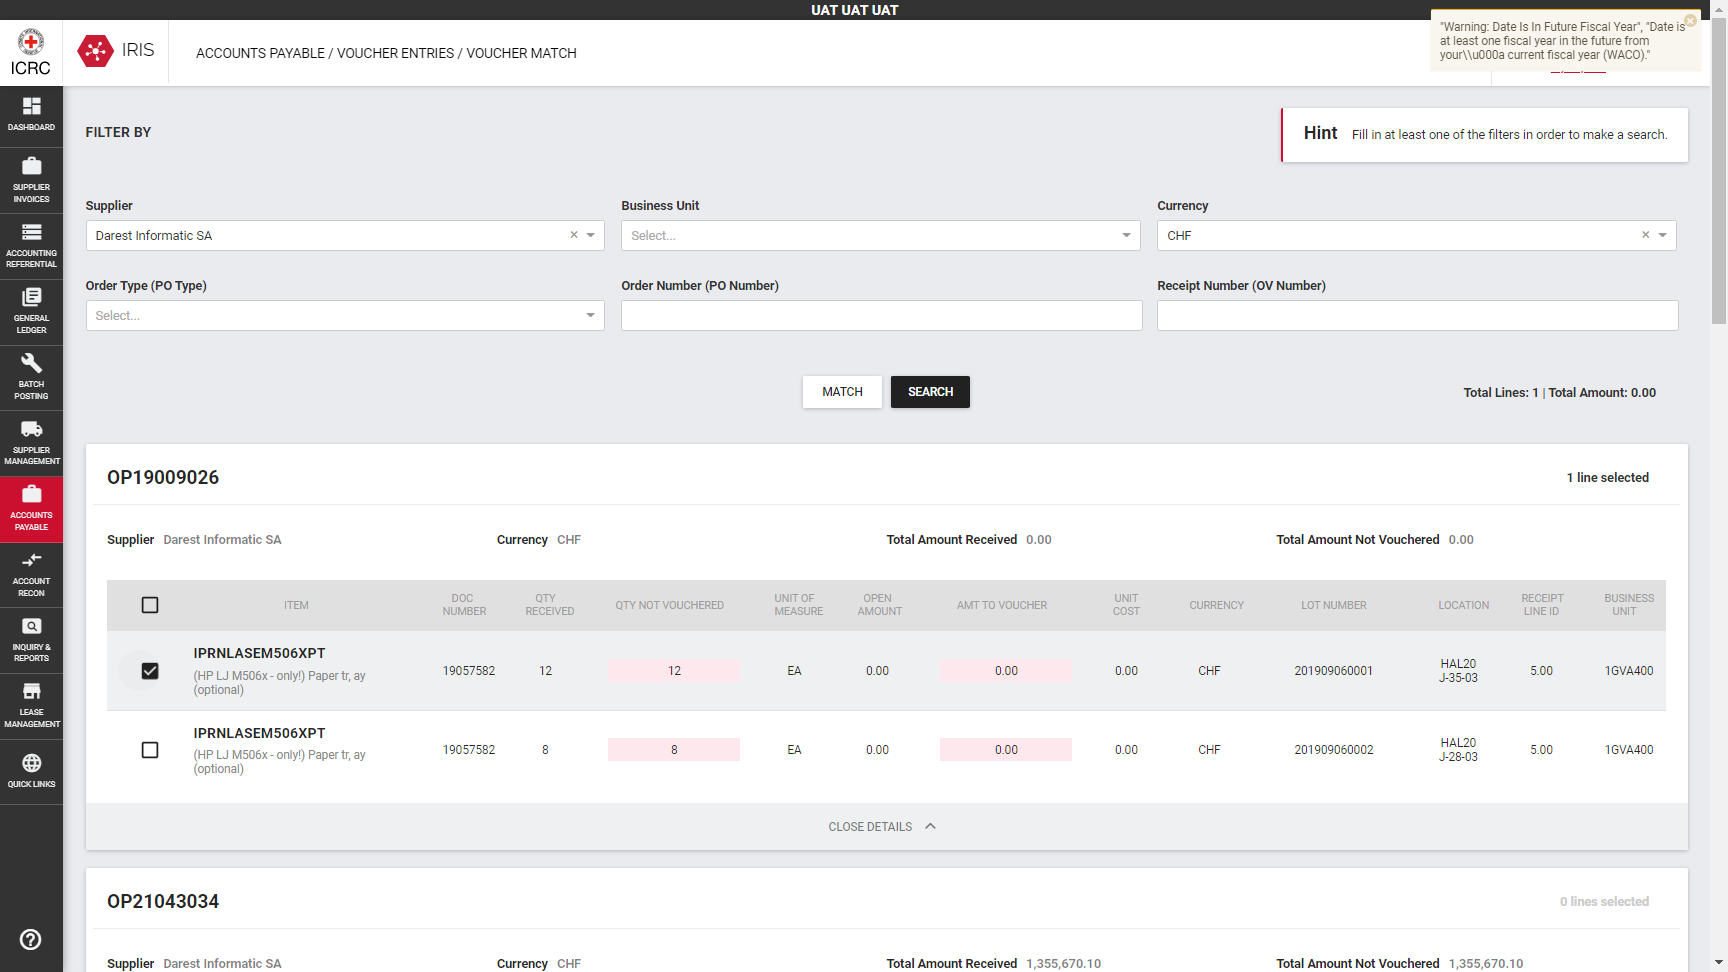 UAT UAT UAT
ICRC
IRIS
ACCOUNTS PAYABLE / VOUCHER ENTRIES / VOUCHER MATCH
"Warning: Date Is In Future Fiscal Year", "Date is
at least one fiscal year in the future from
your\\u000a current fiscal year (WACO)."
DASHBOARD
SUPPLIER
INVOICES
ACCOUNTING
REFERENTIAL
GENERAL
LEDGER
BATCH
POSTING
SUPPLIER
MANAGEMENT
ACCOUNTS
PAYABLE
ACCOUNT
RECON
INQUIRY &
REPORTS
LEASE
MANAGEMENT
QUICK LINKS
FILTER BY
Hint Fill in at least one of the filters in order to make a search.
Supplier
Darest Informatic SA
Business Unit
Select...
Currency
CHF
Order Type (PO Type)
Select...
Order Number (PO Number)
Receipt Number (OV Number)
MATCH
SEARCH
Total Lines: 1 | Total Amount: 0.00
OP19009026
1 line selected
Supplier Darest Informatic SA
Currency CHF
Total Amount Received 0.00
Total Amount Not Vouchered 0.00
ITEM
DOC
NUMBER
QTY
RECEIVED
QTY NOT VOUCHERED
UNIT OF
MEASURE
OPEN
AMOUNT
AMT TO VOUCHER
UNIT
COST
CURRENCY
LOT NUMBER
LOCATION
RECEIPT
LINE ID
BUSINESS
UNIT
IPRNLASEM506XPT
(HP LJ M506x - only!) Paper tr, ay
(optional)
19057582
12
12
EA
0.00
0.00
0.00
CHF
201909060001
HAL20
J-35-03
5.00
1GVA400
IPRNLASEM506XPT
(HP LJ M506x - only!) Paper tr, ay
(optional)
19057582
8
8
EA
0.00
0.00
0.00
CHF
201909060002
HAL20
J-28-03
5.00
1GVA400
CLOSE DETAILS
OP21043034
0 lines selected
Supplier Darest Informatic SA
Currency CHF
Total Amount Received 1,355,670.10
Total Amount Not Vouchered 1,355,670.10